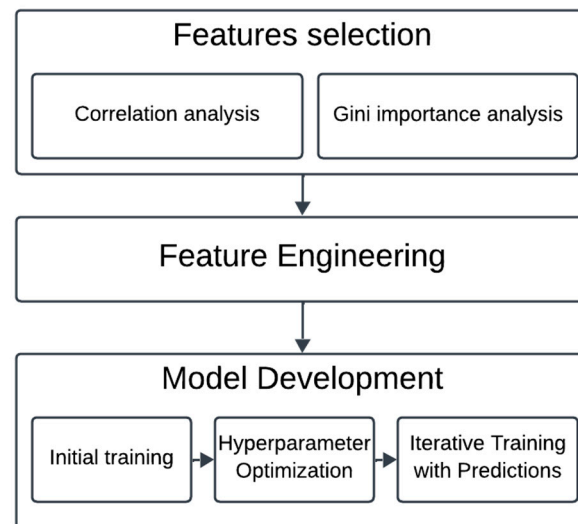 Features selection
Correlation analysis
Gini importance analysis
Feature Engineering
Model Development
Initial training
Hyperparameter
Optimization
Iterative Training
with Predictions